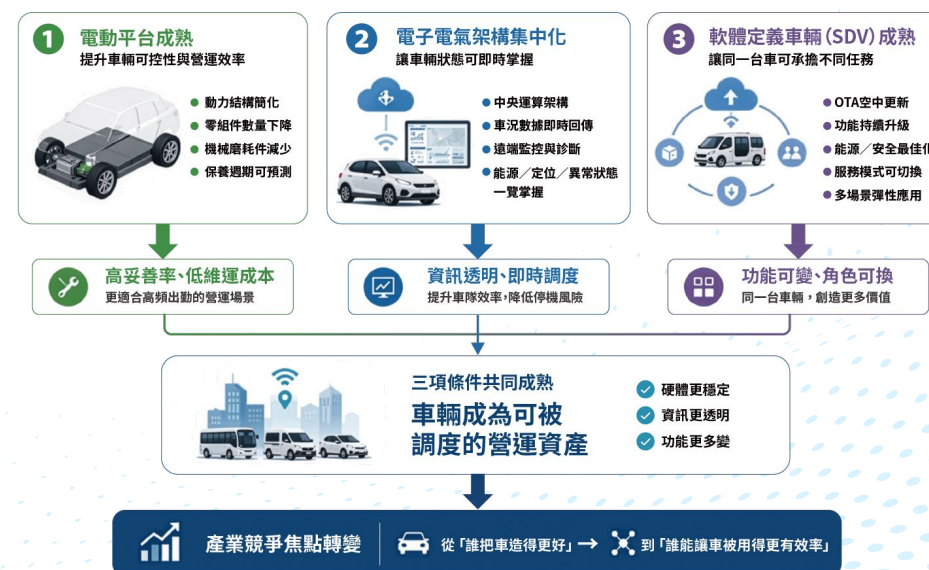 1 電動平台成熟
提升車輛可控性與營運效率
動力結構簡化
零組件數量下降
機械磨耗件減少
保養週期可預測
2 電子電氣架構集中化
讓車輛狀態可即時掌握
中央運算架構
車況數據即時回傳
遠端監控與診斷
能源／定位／異常狀態
一覽掌握
3 軟體定義車輛(SDV)成熟
讓同一台車可承擔不同任務
OTA空中更新
功能持續升級
能源／安全最佳化
服務模式可切換
多場景彈性應用
高妥善率、低維運成本
更適合高頻出勤的營運場景
資訊透明、即時調度
提升車隊效率，降低停機風險
功能可變、角色可換
同一台車輛，創造更多價值
三項條件共同成熟
車輛成為可被
調度的營運資產
硬體更穩定
資訊更透明
功能更多變
產業競爭焦點轉變
從「誰把車造得更好」→ 到「誰能讓車被用得更有效率」